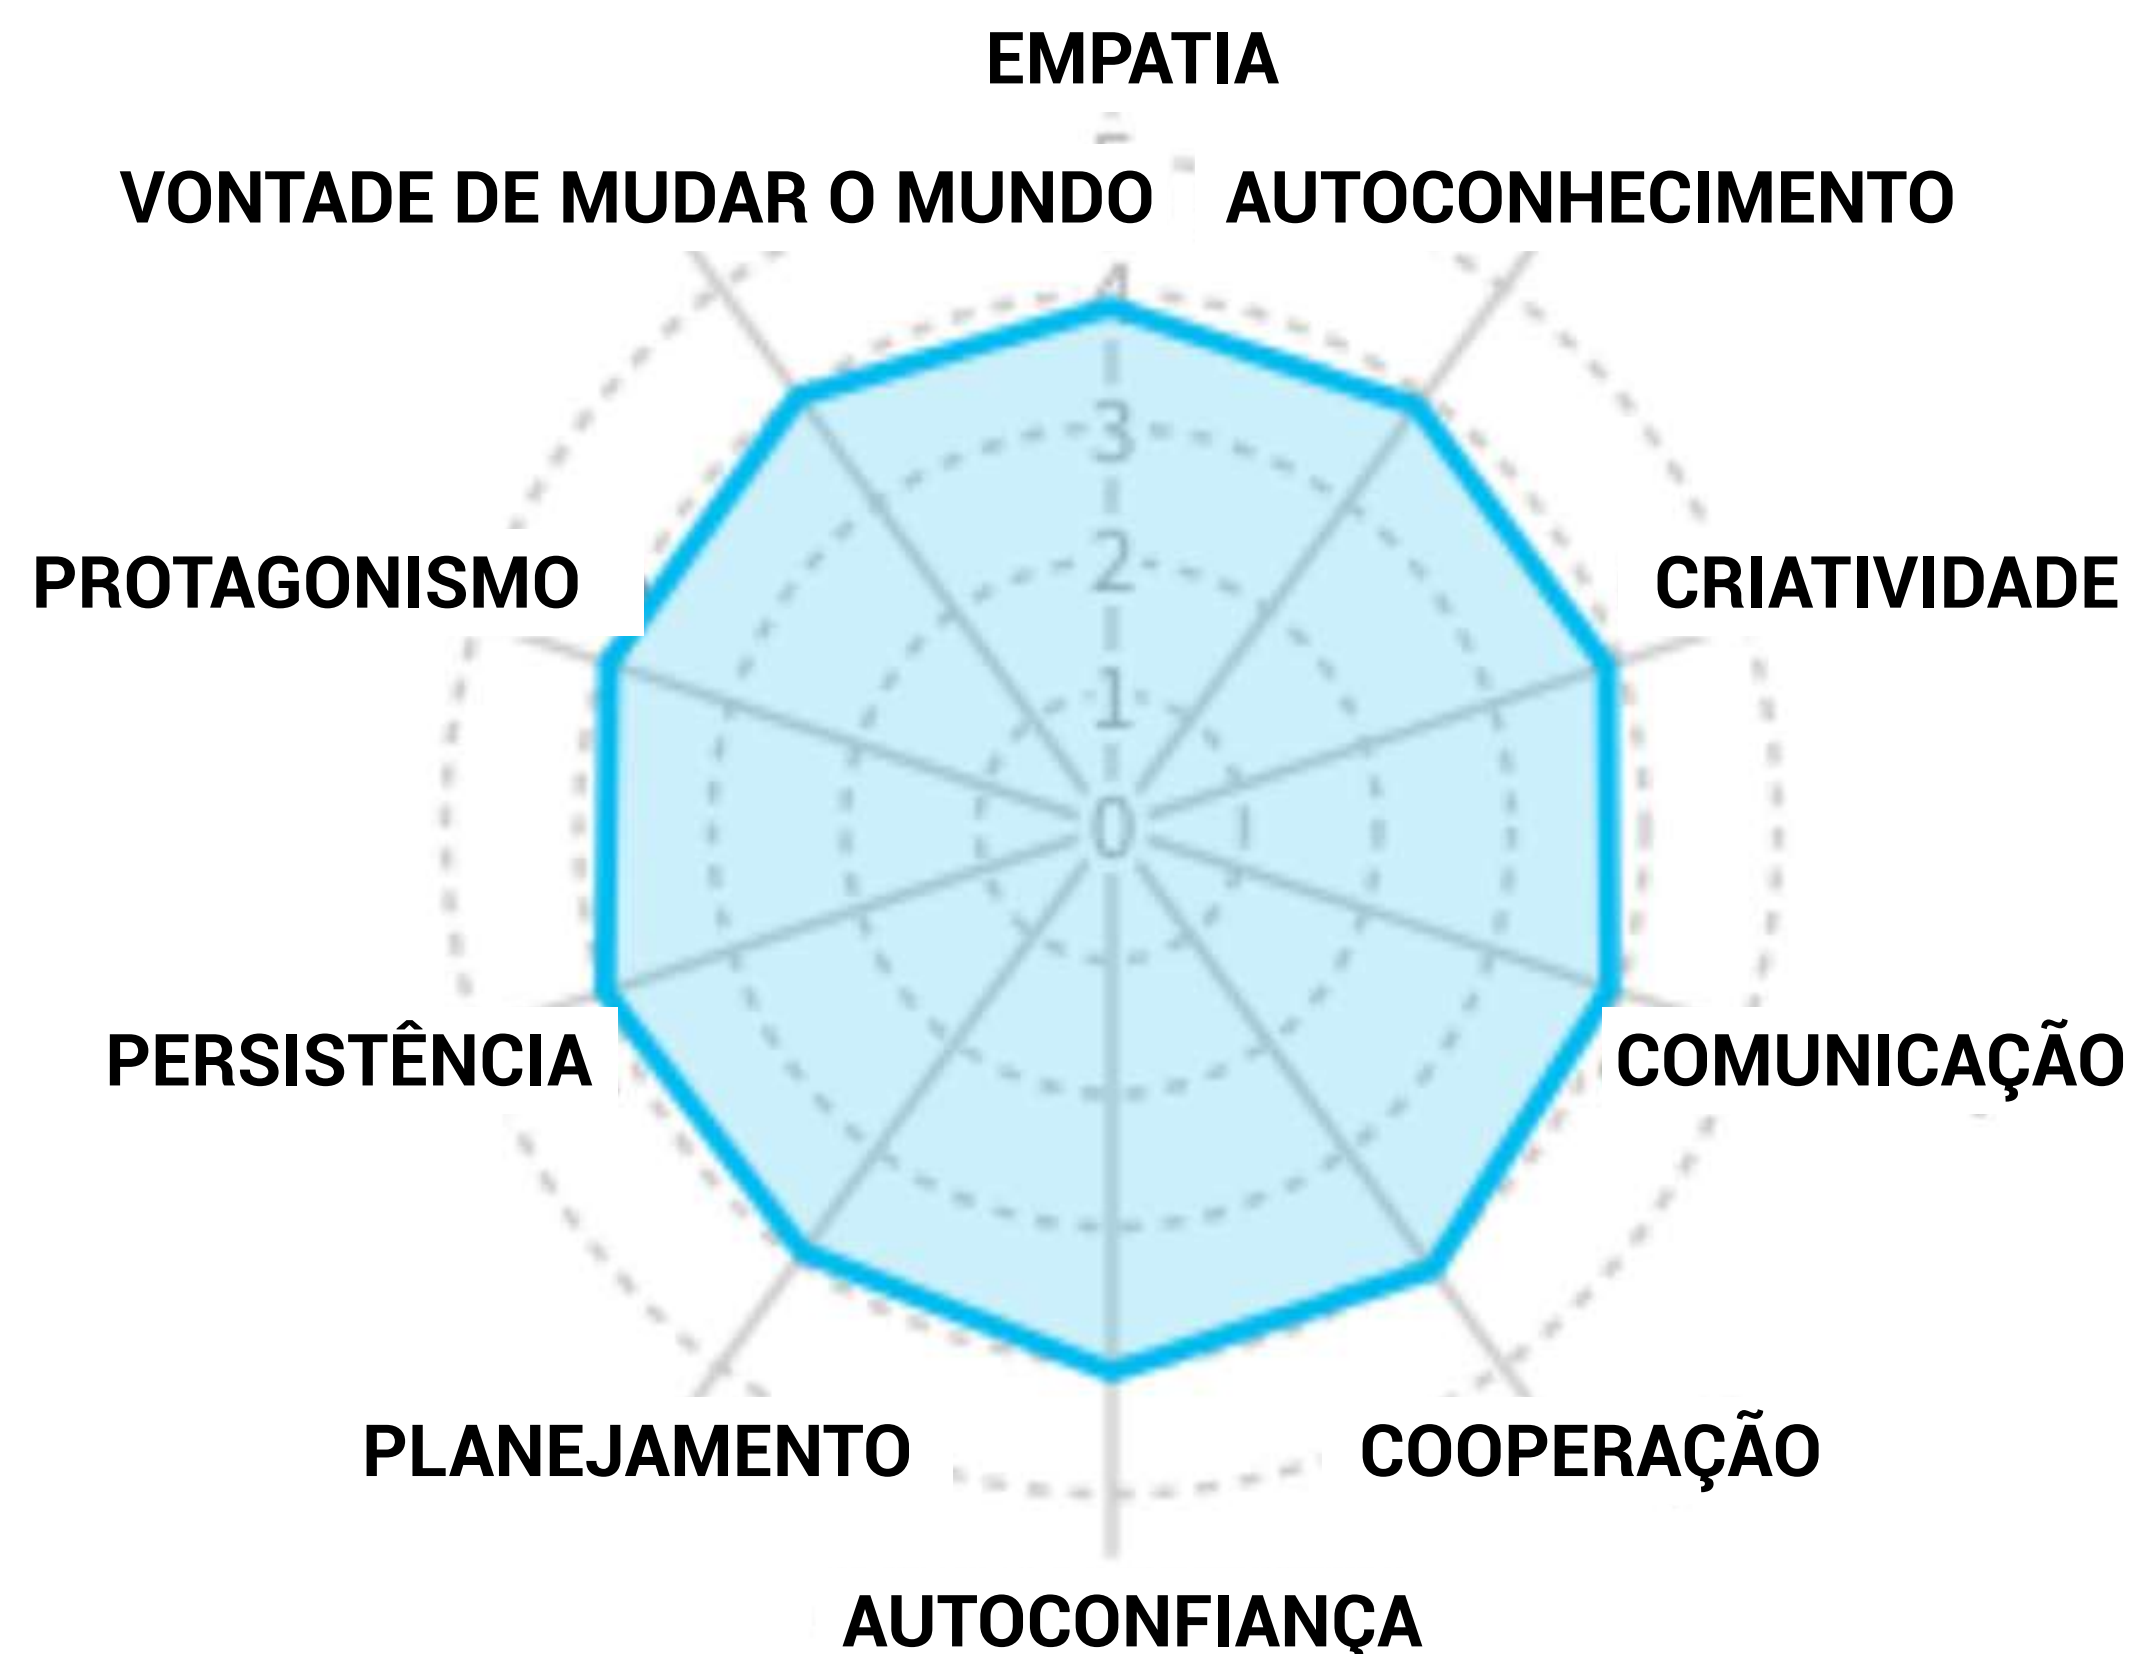 EMPATIA
VONTADE DE MUDAR O MUNDO
AUTOCONHECIMENTO
4
3
PROTAGONISMO
2
CRIATIVIDADE
1
0
PERSISTÊNCIA
COMUNICAÇÃO
PLANEJAMENTO
COOPERAÇÃO
AUTOCONFIANÇA